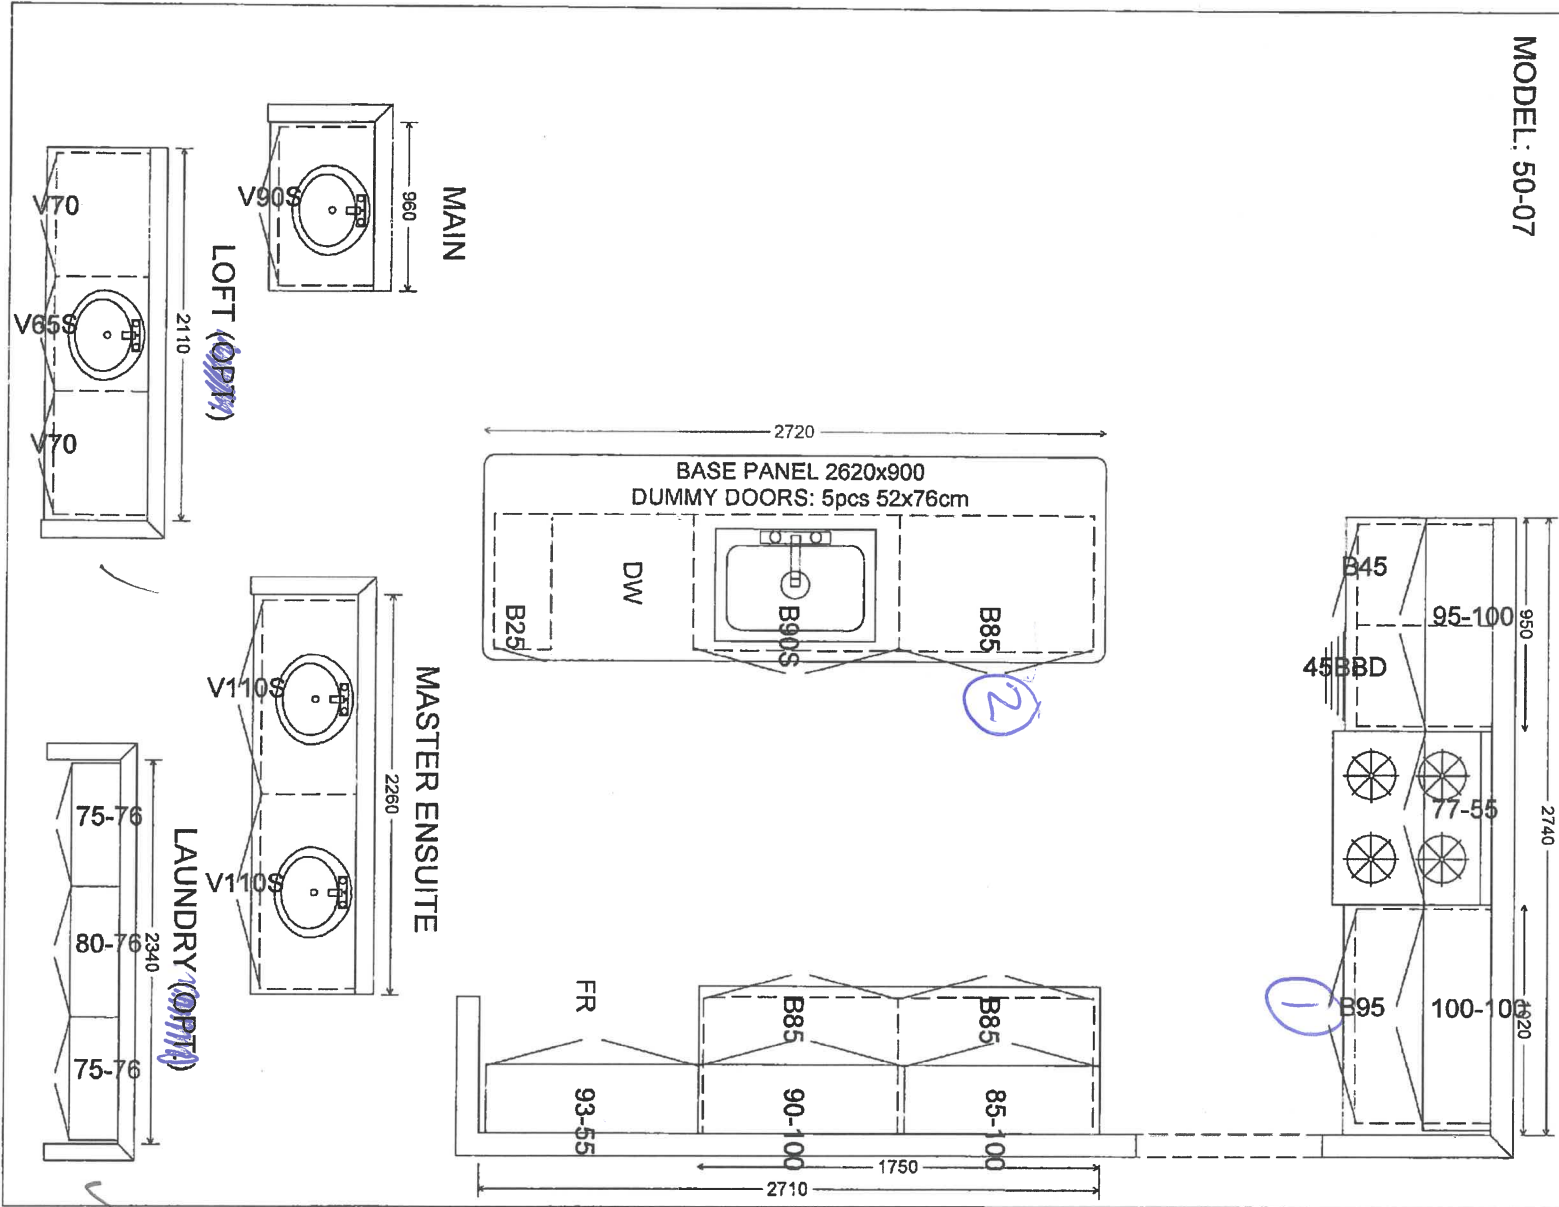 MODEL: 50-07
MAIN
960
V90S
LOFT (OPT.)
2110
V70
V65S
V70
MASTER ENSUITE
2260
V110S
V110S
LAUNDRY (OPT.)
2340
75-76
80-76
75-76
2720
BASE PANEL 2620x900
DUMMY DOORS: 5pcs 52x76cm
B25
DW
B90S
B85
2
B45
95-100
950
45BBD
77-55
2740
B95
100-100
1020
1
FR
B85
B85
93-55
90-100
85-100
1750
2710